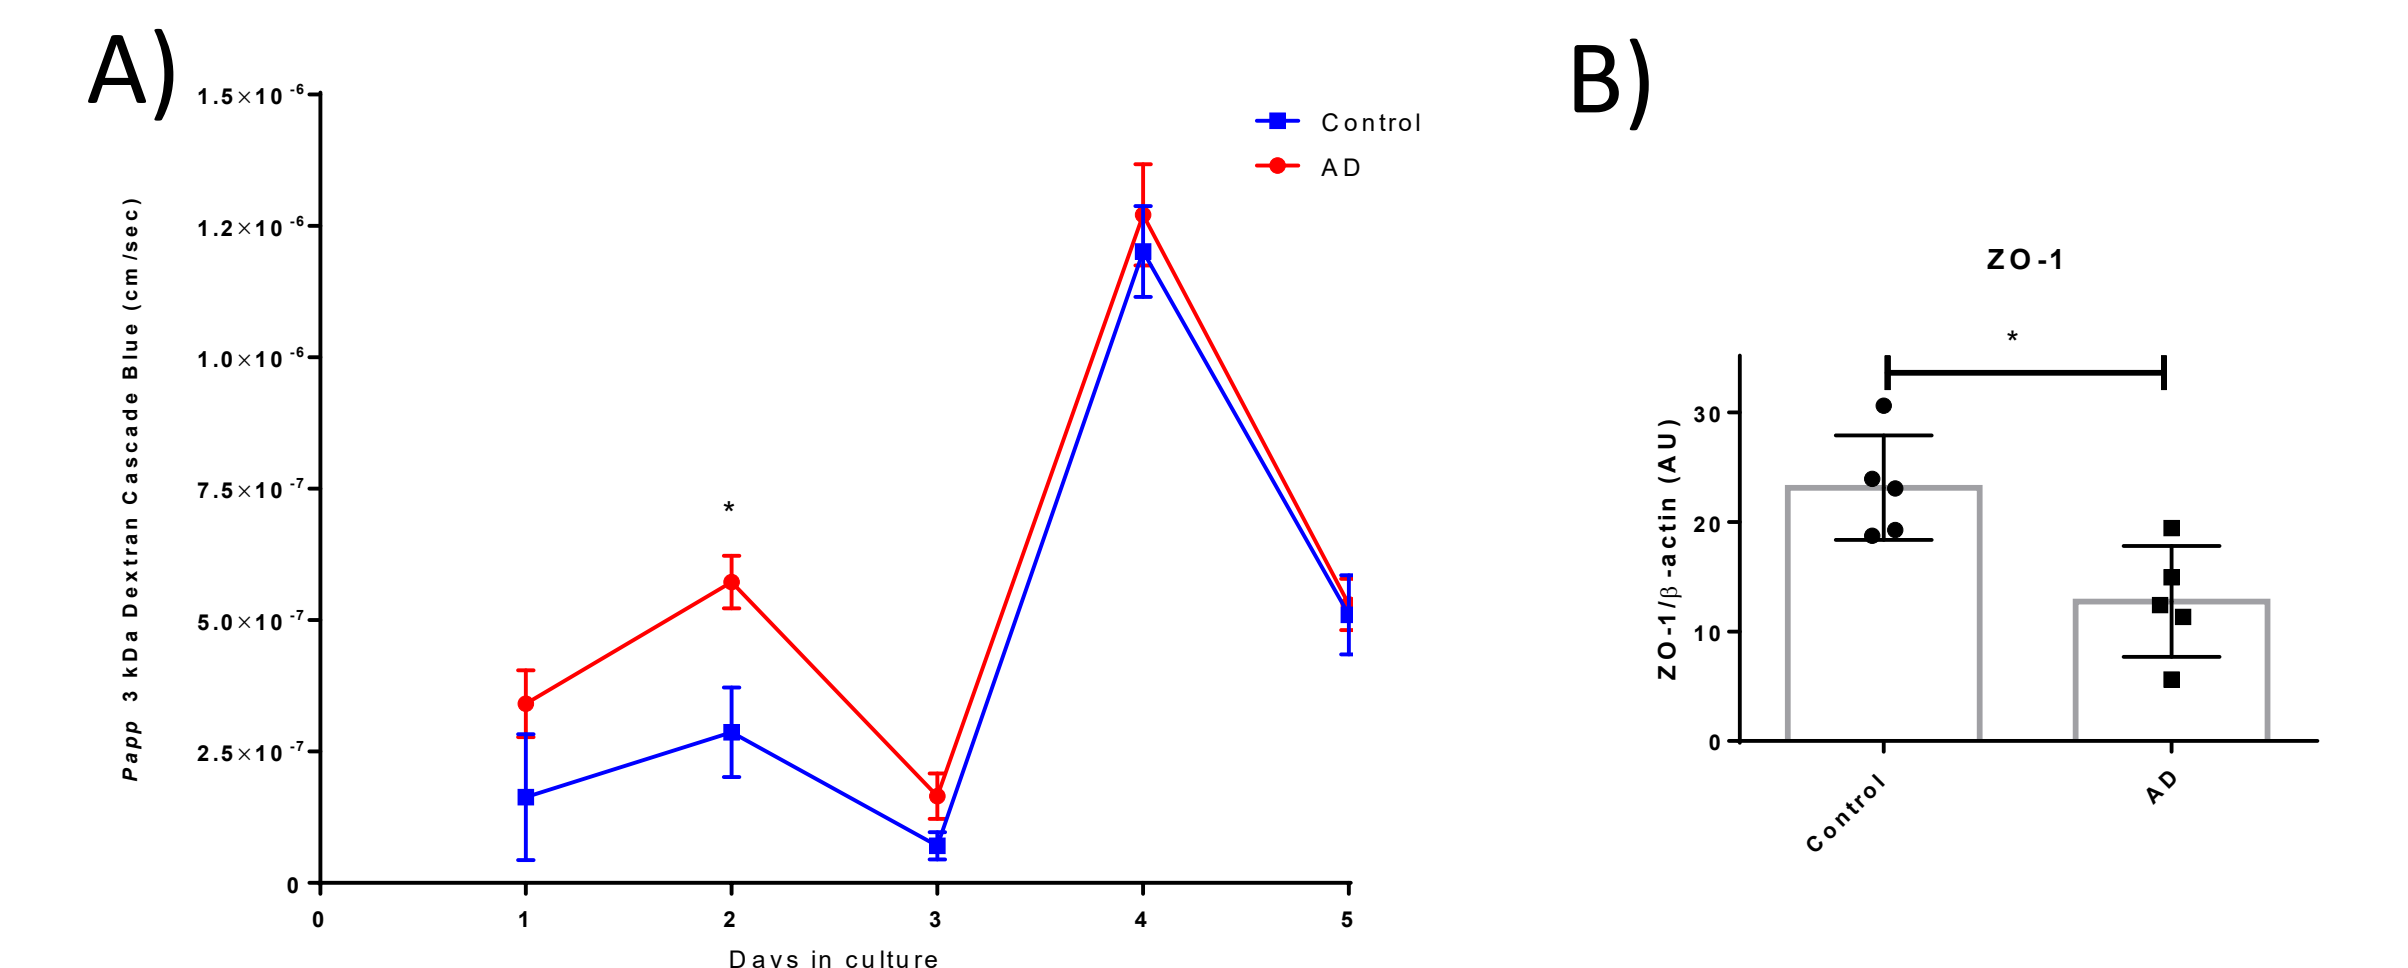 A)
1.5×10⁻⁶
1.2×10⁻⁶
1.0×10⁻⁶
7.5×10⁻⁷
5.0×10⁻⁷
2.5×10⁻⁷
0
Papp 3 kDa Dextran Cascade Blue (cm/sec)
0 1 2 3 4 5
Days in culture
Control
AD
*
B)
ZO-1
*
ZO-1/β-actin (AU)
30
20
10
0
Control
AD